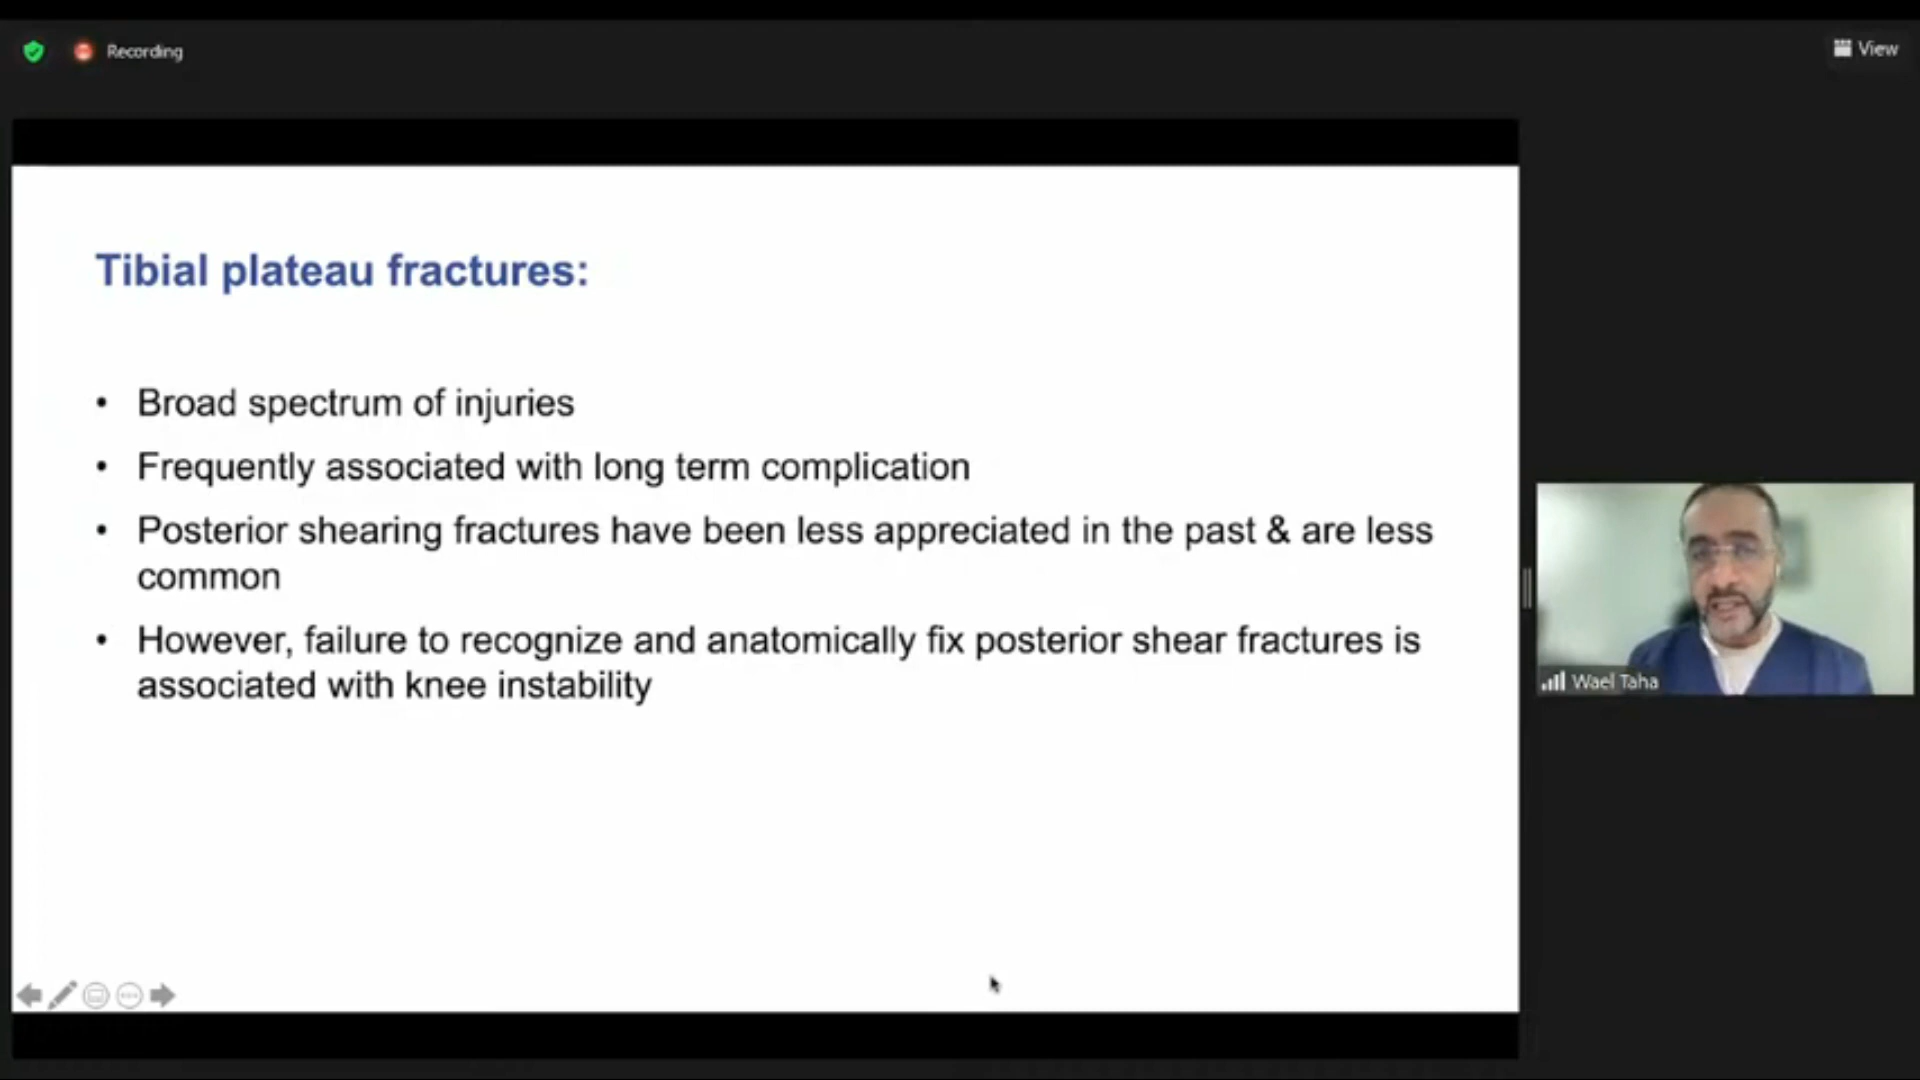 Recording
View
Tibial plateau fractures:
• Broad spectrum of injuries
• Frequently associated with long term complication
• Posterior shearing fractures have been less appreciated in the past & are less
common
• However, failure to recognize and anatomically fix posterior shear fractures is
associated with knee instability
Wael Taha